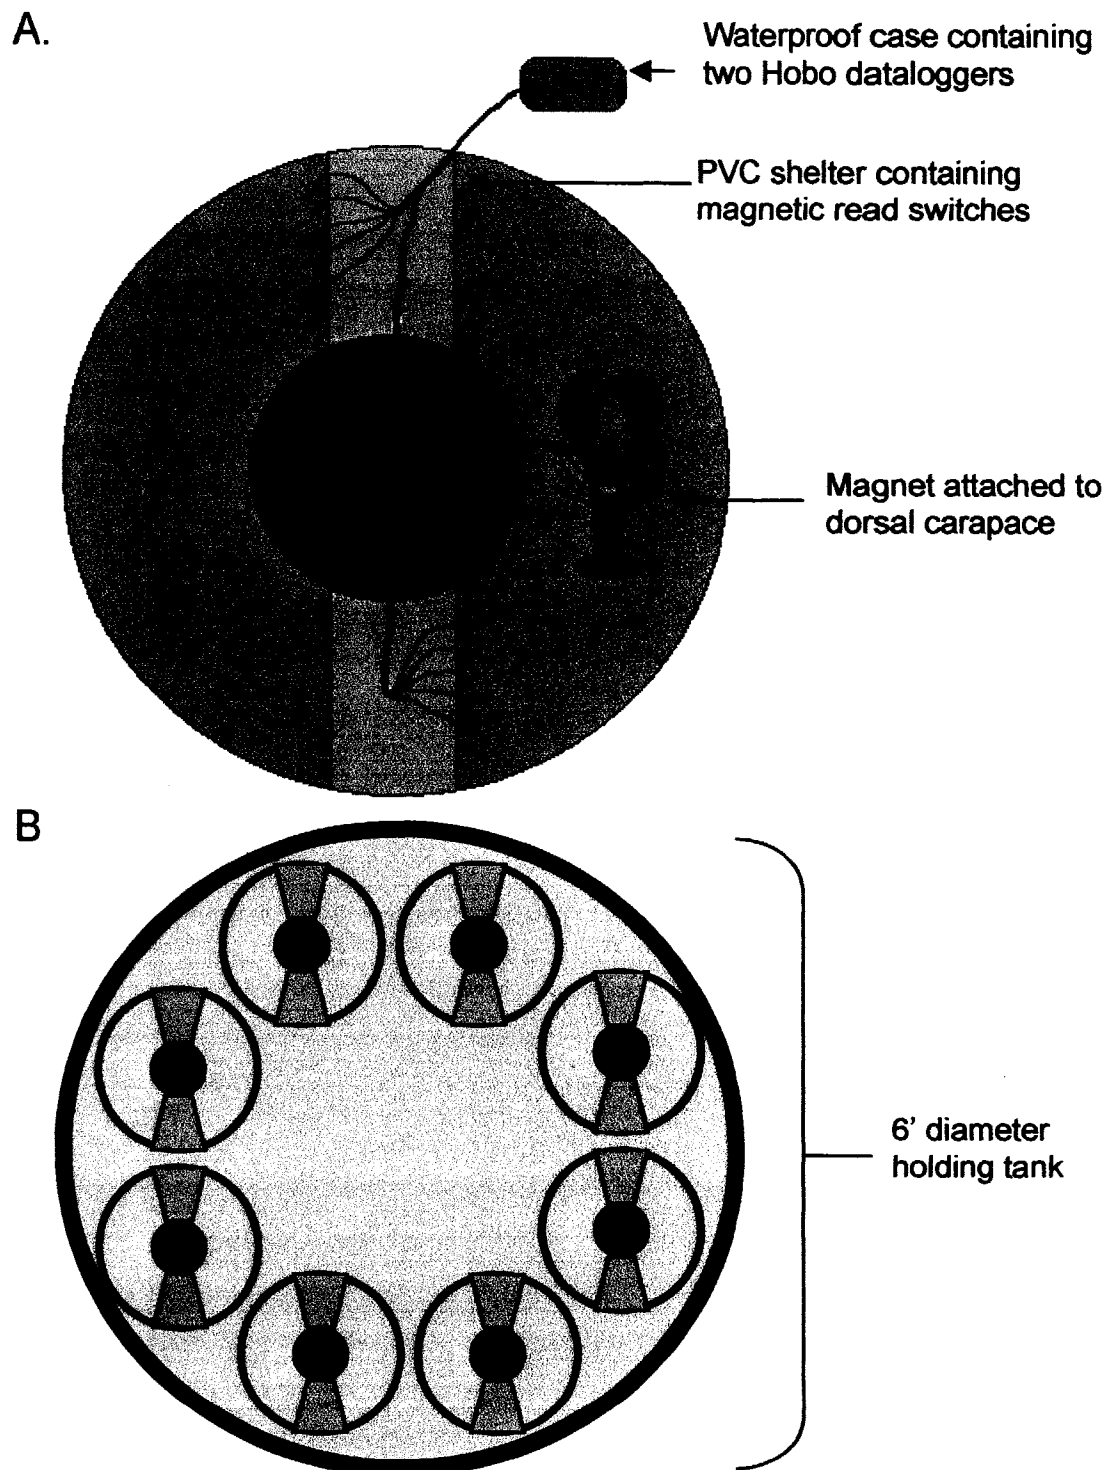 A.
Waterproof case containing
two Hobo dataloggers
PVC shelter containing
magnetic read switches
Magnet attached to
dorsal carapace
B
6' diameter
holding tank